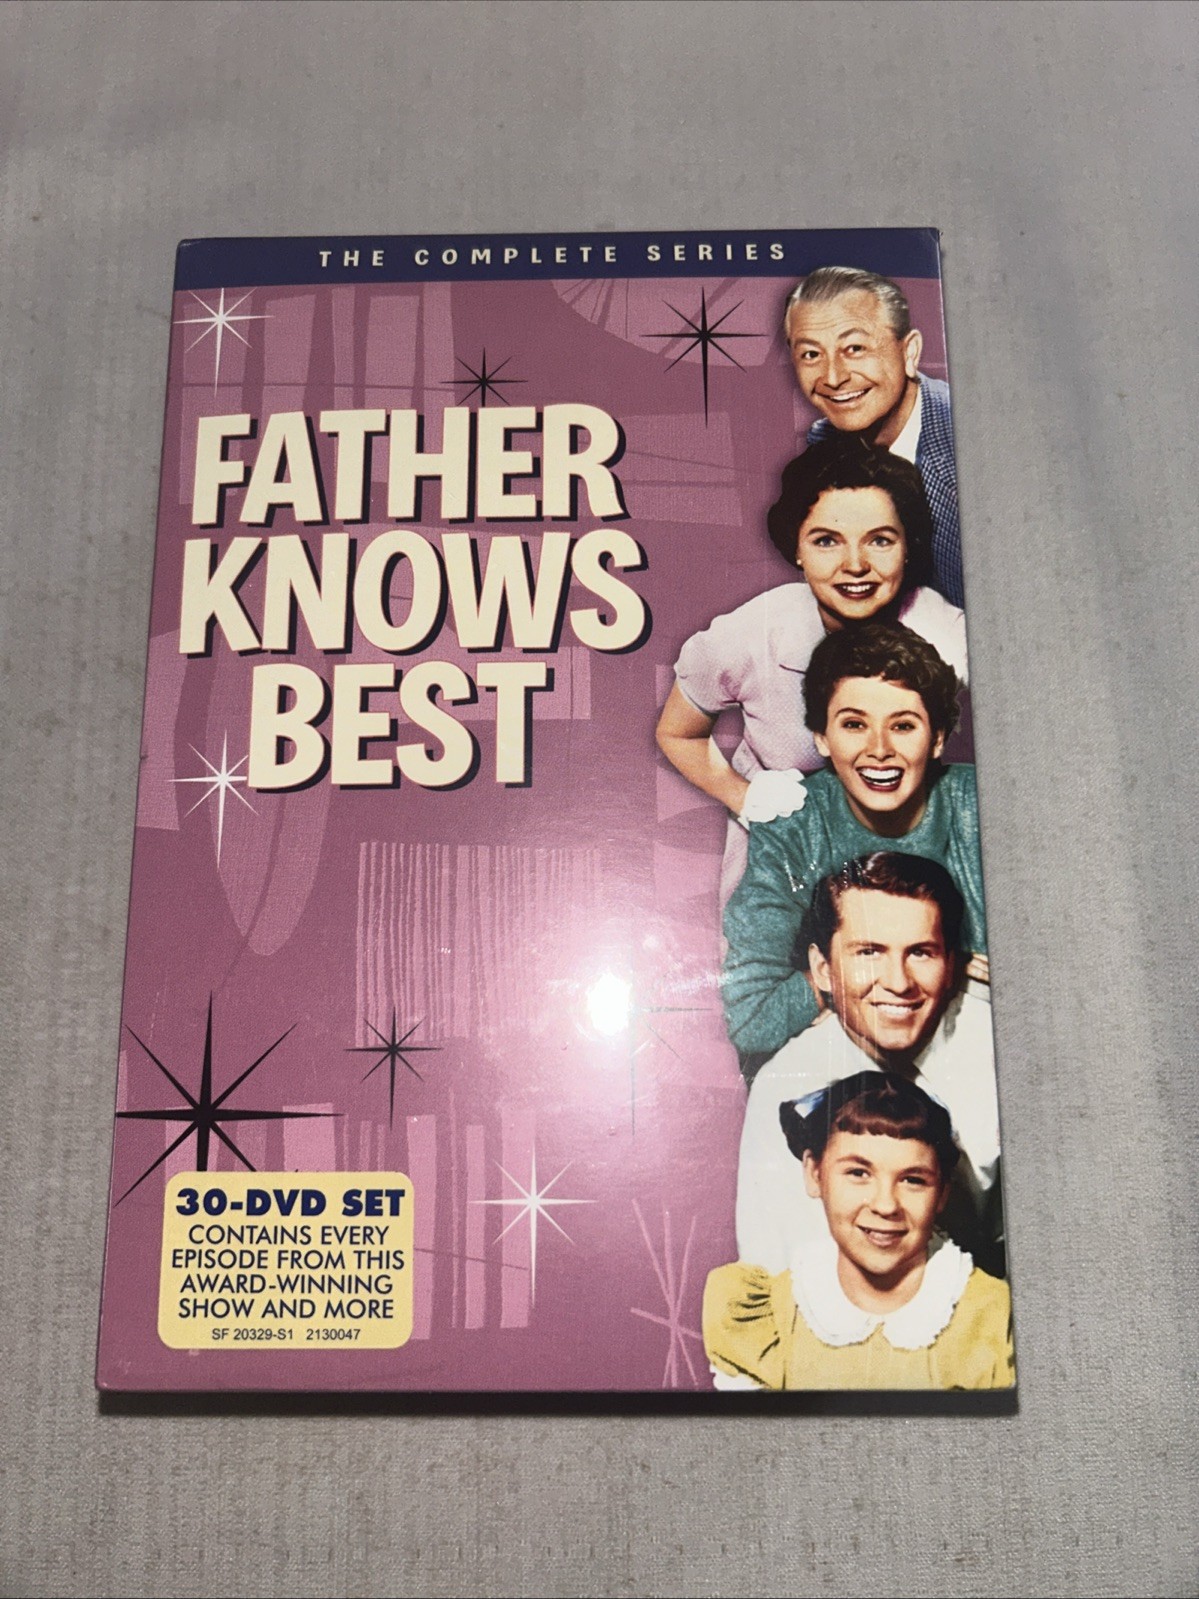 THE COMPLETE SERIES
FATHER
KNOWS
BEST
30-DVD SET
CONTAINS EVERY
EPISODE FROM THIS
AWARD-WINNING
SHOW AND MORE
SF 20329-S1 2130047